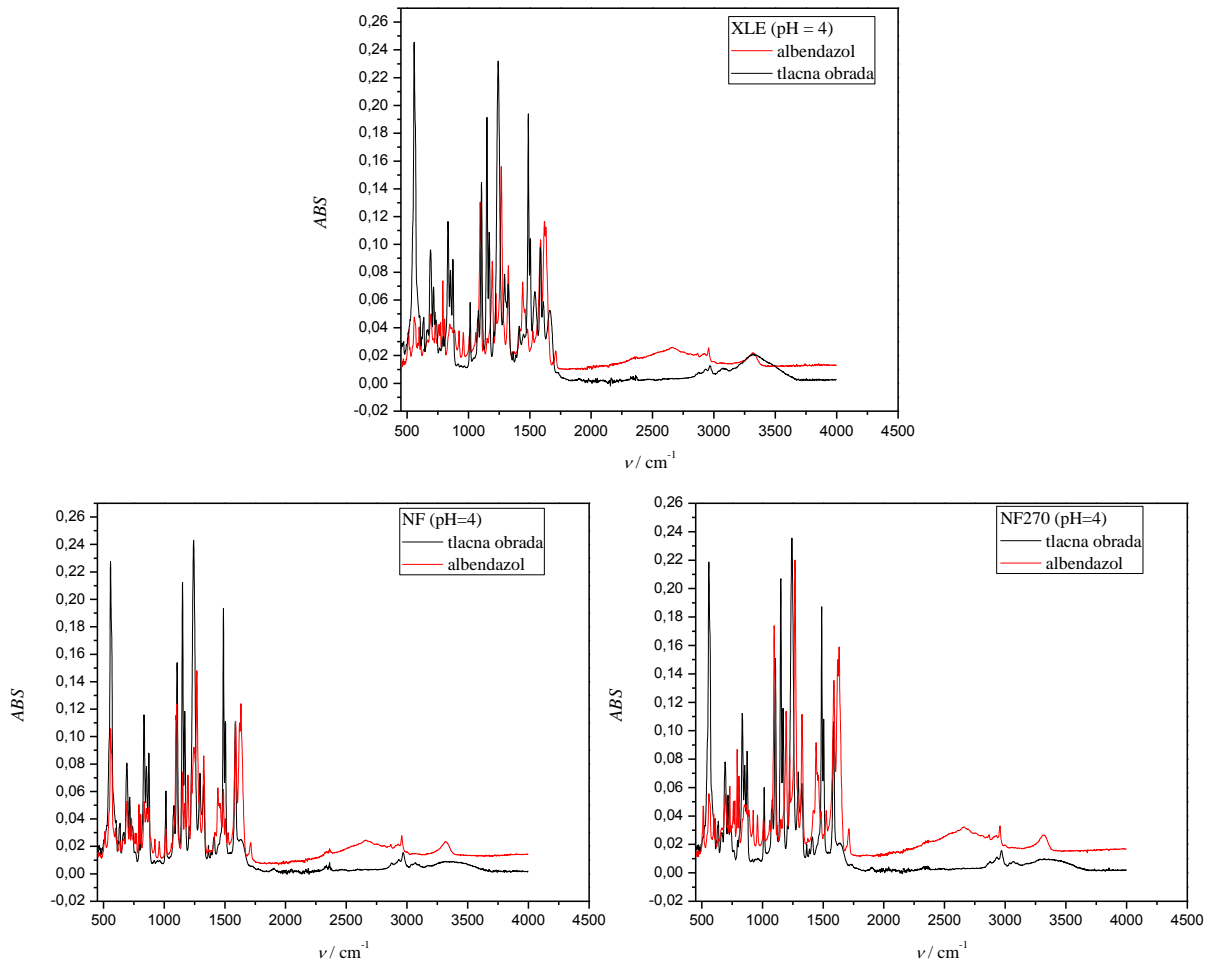 0,26
0,24
0,22
0,20
0,18
0,16
0,14
0,12
0,10
0,08
0,06
0,04
0,02
0,00
-0,02
ABS
XLE (pH = 4)
albendazol
tlacna obrada
500 1000 1500 2000 2500 3000 3500 4000 4500
ν / cm-1
0,26
0,24
0,22
0,20
0,18
0,16
0,14
0,12
0,10
0,08
0,06
0,04
0,02
0,00
-0,02
ABS
NF (pH=4)
tlacna obrada
albendazol
500 1000 1500 2000 2500 3000 3500 4000 4500
ν / cm-1
0,26
0,24
0,22
0,20
0,18
0,16
0,14
0,12
0,10
0,08
0,06
0,04
0,02
0,00
-0,02
ABS
NF270 (pH=4)
tlacna obrada
albendazol
500 1000 1500 2000 2500 3000 3500 4000 4500
ν / cm-1